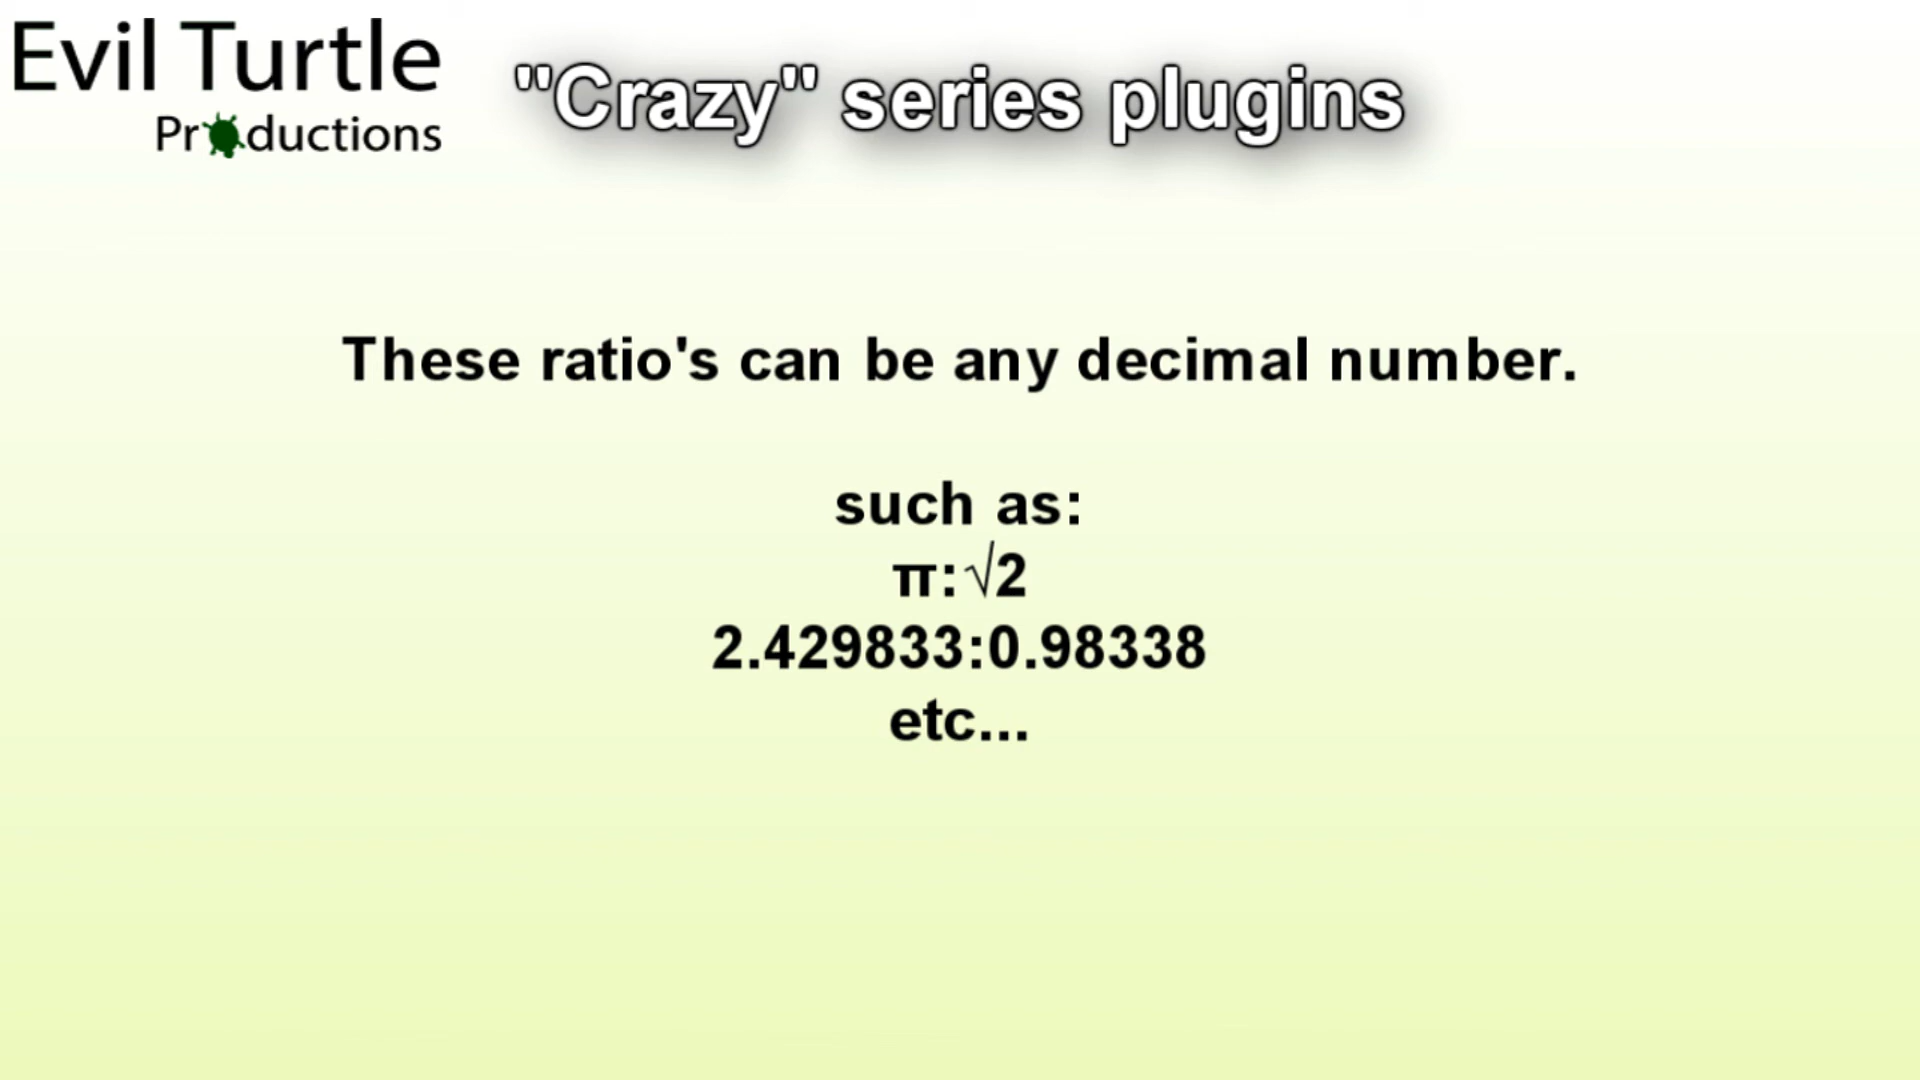 Evil Turtle
Productions
"Crazy" series plugins
These ratio's can be any decimal number.
such as:
π:√2
2.429833:0.98338
etc...